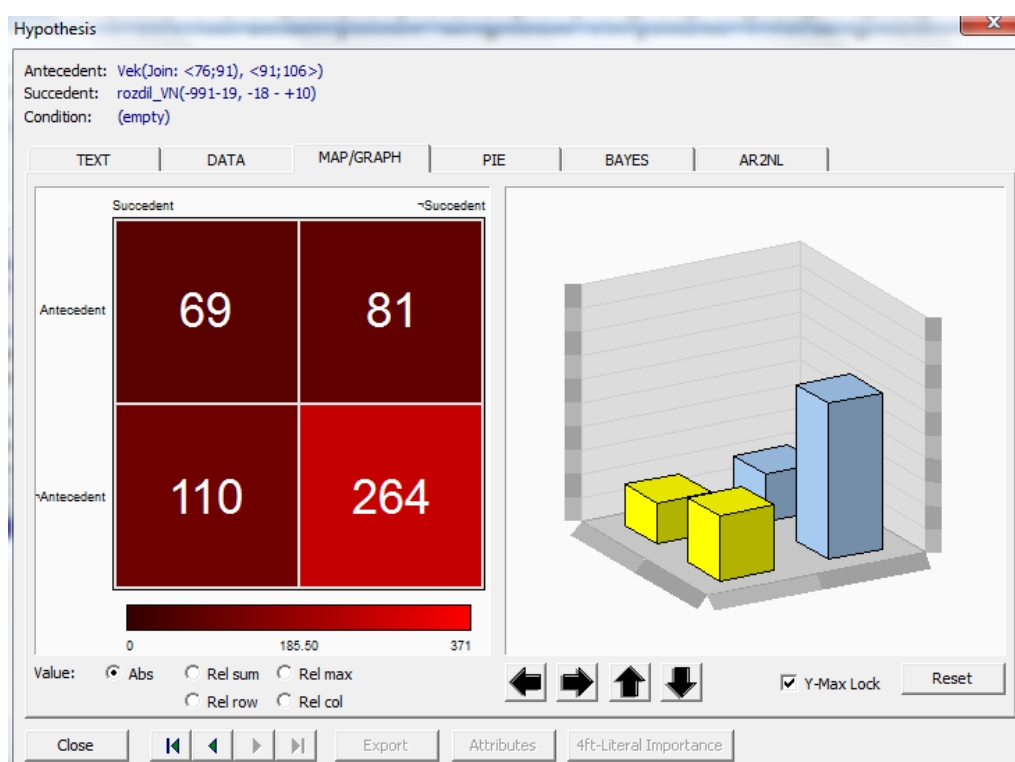 Hypothesis
Antecedent: Vek(Join: <76;91), <91;106>)
Succedent: rozdil_VN(-991-19, -18 - +10)
Condition: (empty)
TEXT DATA MAP/GRAPH PIE BAYES AR2NL
Succedent ¬Succedent
Antecedent 69 81
¬Antecedent 110 264
0 185.50 371
Value: Abs Rel sum Rel max
Rel row Rel col
Y-Max Lock Reset
Close Export Attributes 4ft-Literal Importance